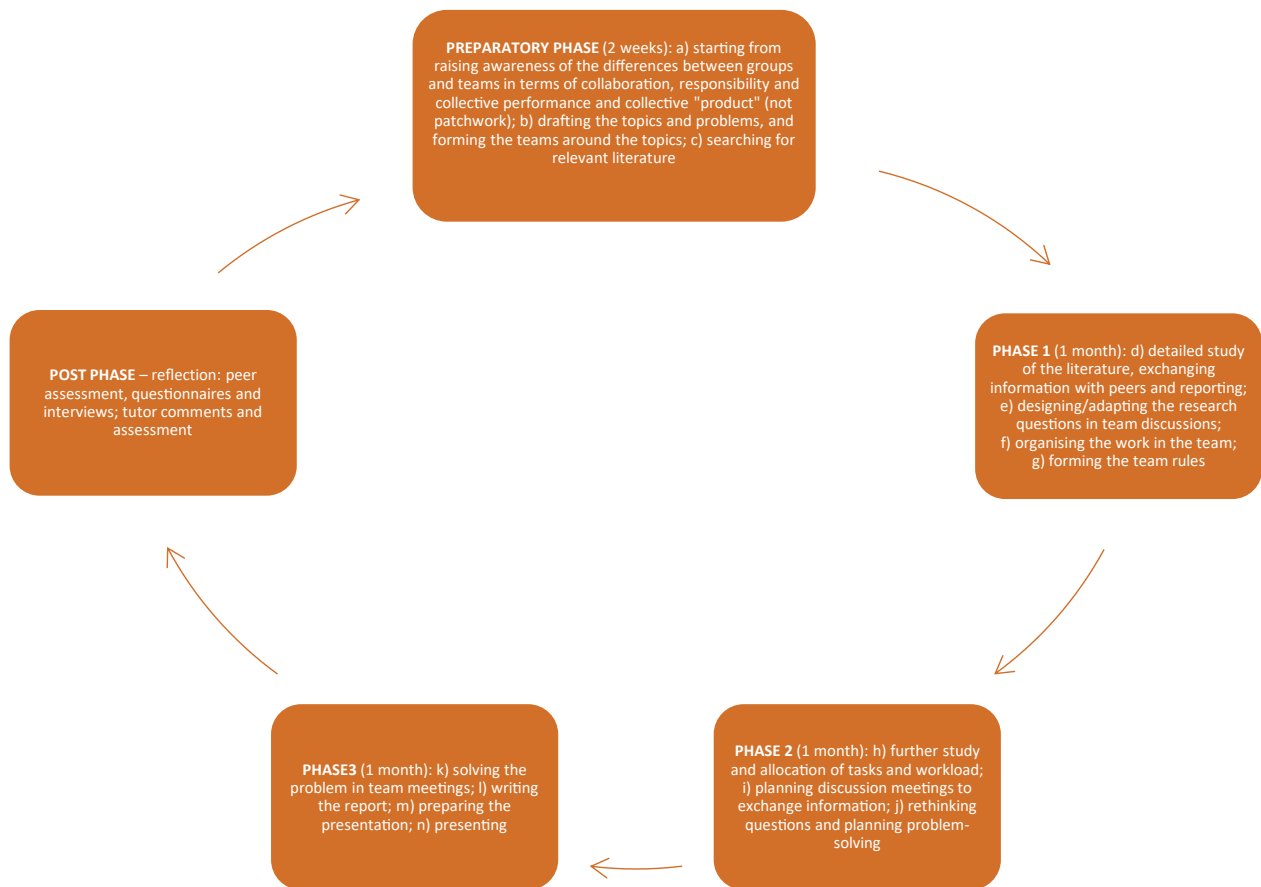 PREPARATORY PHASE (2 weeks): a) starting from
raising awareness of the differences between groups
and teams in terms of collaboration, responsibility and
collective performance and collective "product" (not
patchwork); b) drafting the topics and problems, and
forming the teams around the topics; c) searching for
relevant literature
PHASE 1 (1 month): d) detailed study
of the literature, exchanging
information with peers and reporting;
e) designing/adapting the research
questions in team discussions;
f) organising the work in the team;
g) forming the team rules
PHASE 2 (1 month): h) further study
and allocation of tasks and workload;
i) planning discussion meetings to
exchange information; j) rethinking
questions and planning problem-
solving
PHASE3 (1 month): k) solving the
problem in team meetings; l) writing
the report; m) preparing the
presentation; n) presenting
POST PHASE – reflection: peer
assessment, questionnaires and
interviews; tutor comments and
assessment